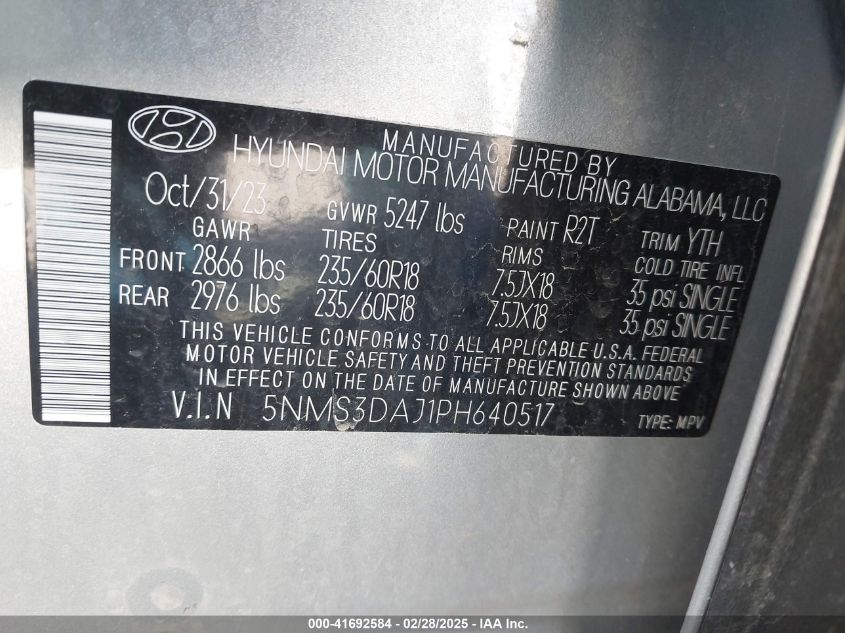 MANUFACTURED BY
HYUNDAI MOTOR MANUFACTURING ALABAMA, LLC
Oct/31/23 GVWR 5247 lbs PAINT R2T TRIM YTH
GAWR TIRES RIMS COLD TIRE INFL
FRONT 2866 lbs 235/60R18 7.5JX18 35 psi SINGLE
REAR 2976 lbs 235/60R18 7.5JX18 35 psi SINGLE
THIS VEHICLE CONFORMS TO ALL APPLICABLE U.S.A. FEDERAL
MOTOR VEHICLE SAFETY AND THEFT PREVENTION STANDARDS
IN EFFECT ON THE DATE OF MANUFACTURE SHOWN ABOVE
V.I.N 5NMS3DAJ1PH640517 TYPE: MPV
000-41692584 - 02/28/2025 - IAAI.COM